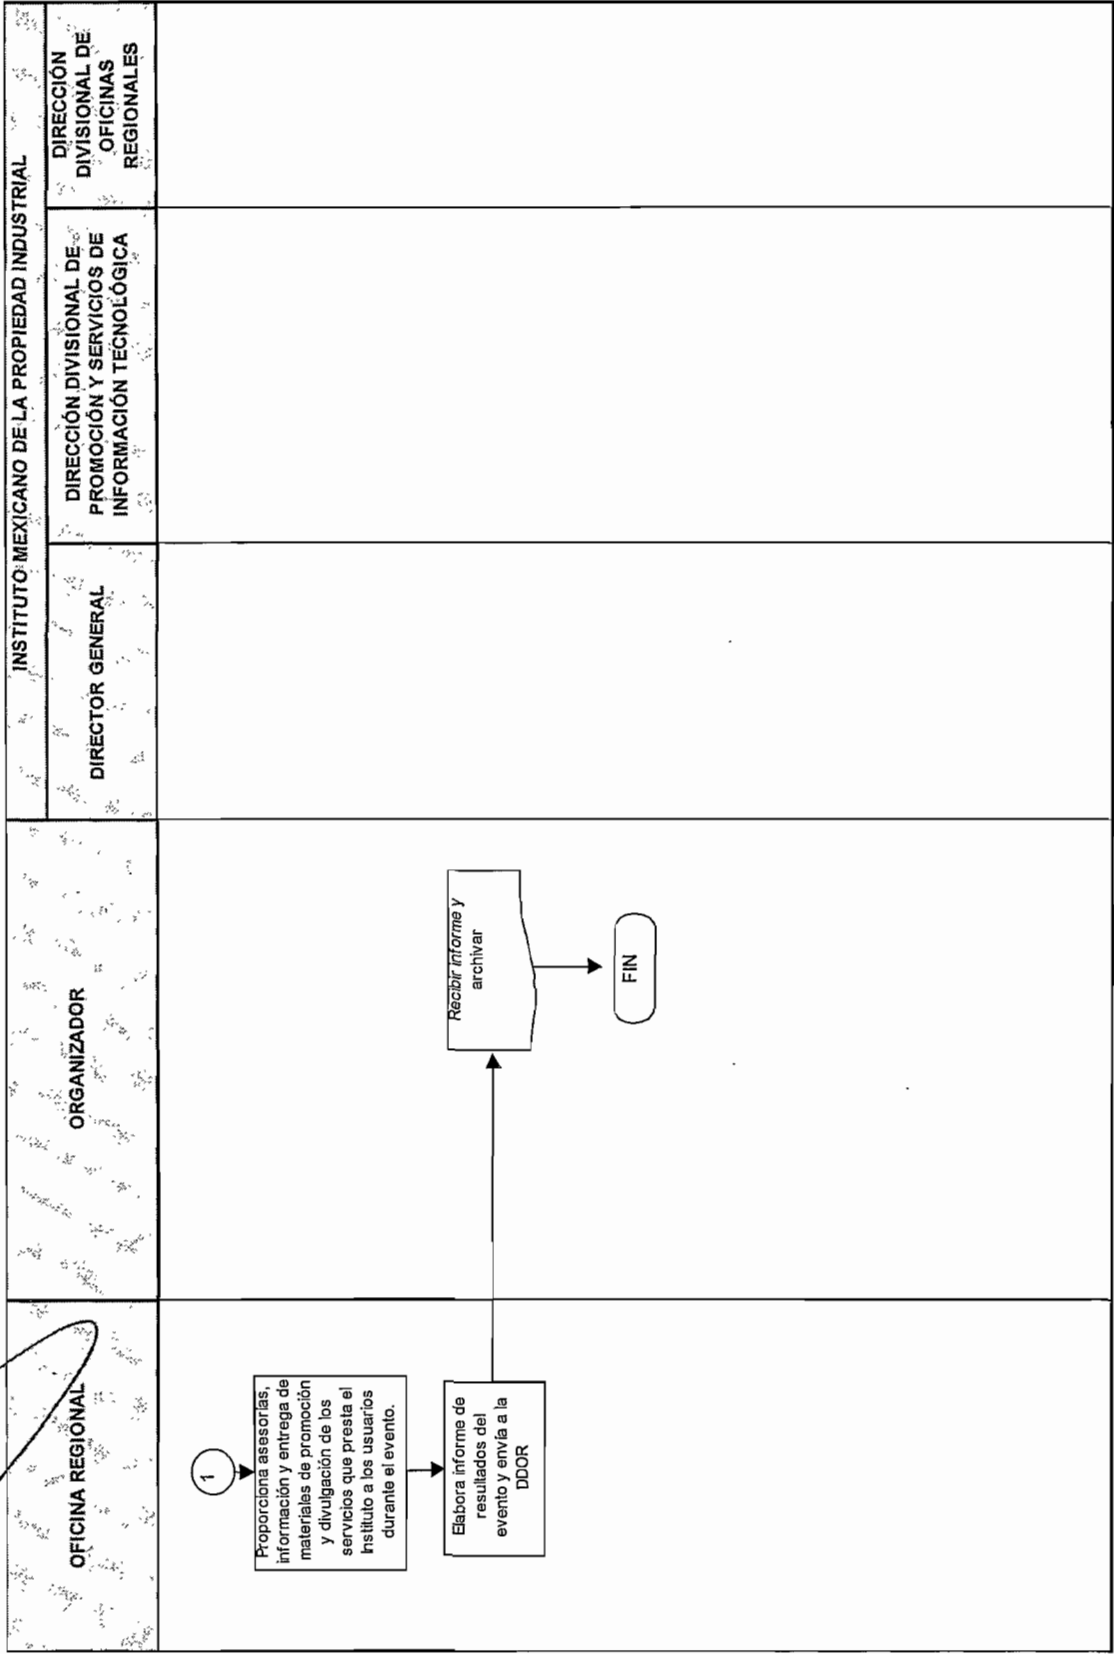 INSTITUTO MEXICANO DE LA PROPIEDAD INDUSTRIAL
OFICINA REGIONAL
ORGANIZADOR
DIRECTOR GENERAL
DIRECCIÓN DIVISIONAL DE
PROMOCIÓN Y SERVICIOS DE
INFORMACIÓN TECNOLÓGICA
DIRECCIÓN
DIVISIONAL DE
OFICINAS
REGIONALES
1
Proporciona asesorías,
información y entrega de
materiales de promoción
y divulgación de los
servicios que presta el
Instituto a los usuarios
durante el evento.
Elabora informe de
resultados del
evento y envía a la
DDOR
Recibir informe y
archivar
FIN